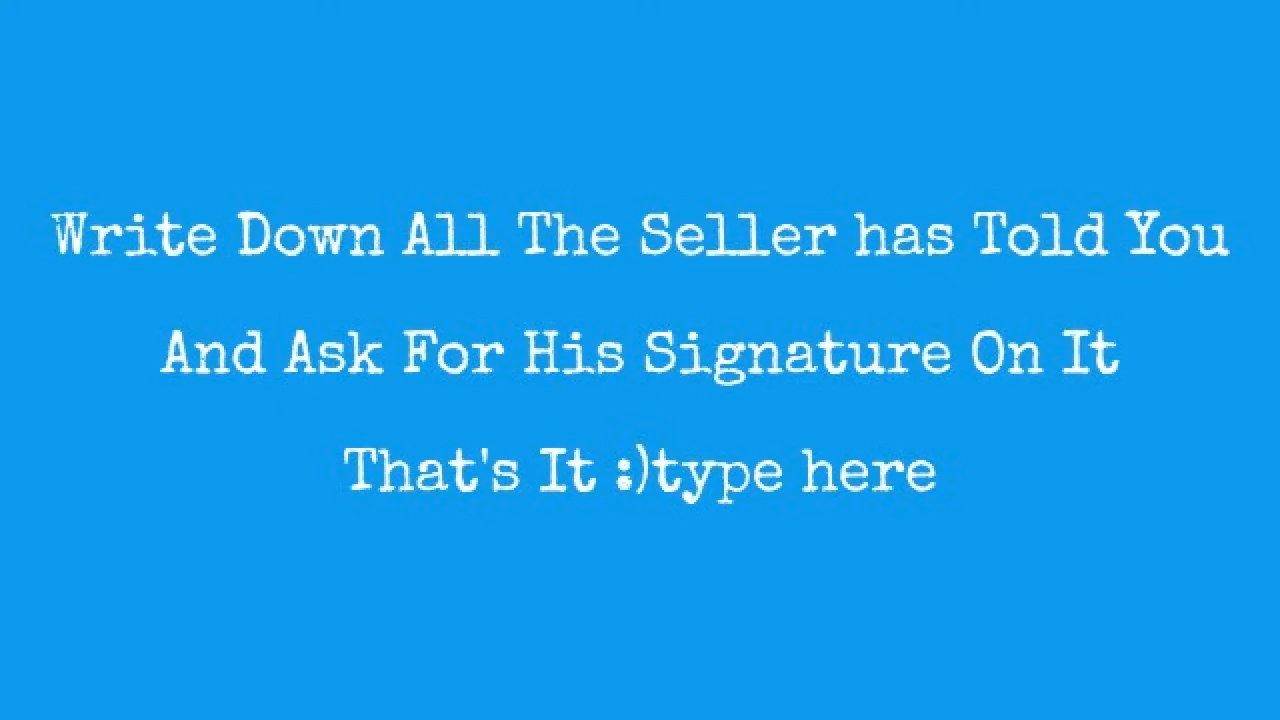 Write Down All The Seller has Told You
And Ask For His Signature On It
That's It :)type here